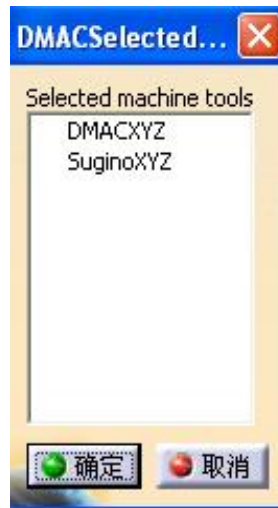 DMACSelected...
Selected machine tools
DMACXYZ
SuginoXYZ
确定 取消